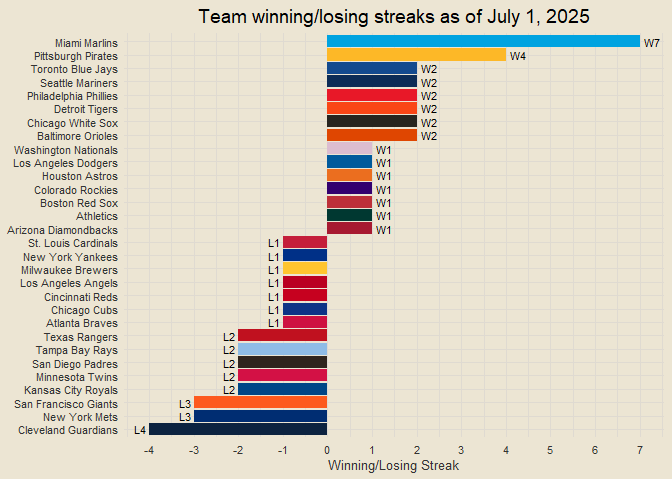 Team winning/losing streaks as of July 1, 2025
Miami Marlins W7
Pittsburgh Pirates W4
Toronto Blue Jays W2
Seattle Mariners W2
Philadelphia Phillies W2
Detroit Tigers W2
Chicago White Sox W2
Baltimore Orioles W2
Washington Nationals W1
Los Angeles Dodgers W1
Houston Astros W1
Colorado Rockies W1
Boston Red Sox W1
Athletics W1
Arizona Diamondbacks W1
St. Louis Cardinals L1
New York Yankees L1
Milwaukee Brewers L1
Los Angeles Angels L1
Cincinnati Reds L1
Chicago Cubs L1
Atlanta Braves L1
Texas Rangers L2
Tampa Bay Rays L2
San Diego Padres L2
Minnesota Twins L2
Kansas City Royals L2
San Francisco Giants L3
New York Mets L3
Cleveland Guardians L4
-4 -3 -2 -1 0 1 2 3 4 5 6 7
Winning/Losing Streak